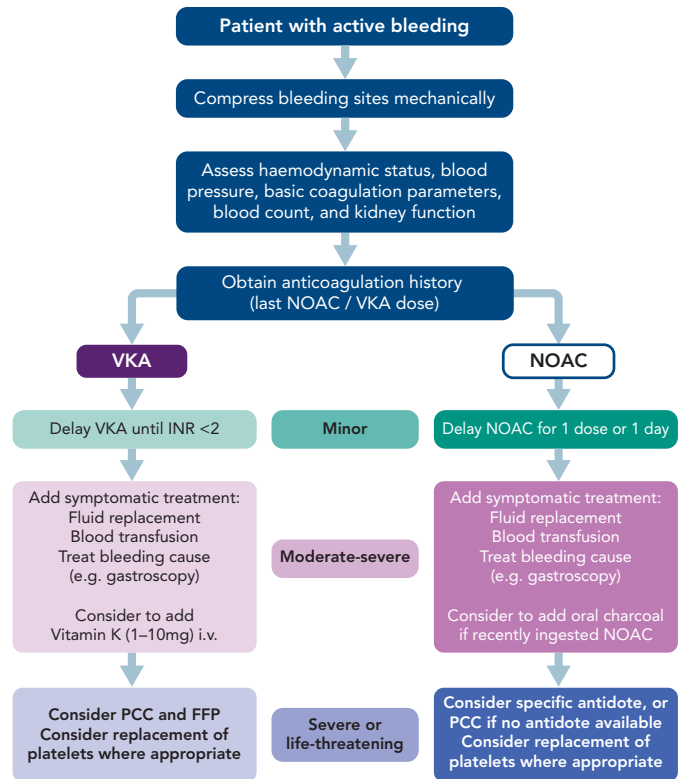 Patient with active bleeding
Compress bleeding sites mechanically
Assess haemodynamic status, blood
pressure, basic coagulation parameters,
blood count, and kidney function
Obtain anticoagulation history
(last NOAC / VKA dose)
VKA
NOAC
Delay VKA until INR <2
Minor
Delay NOAC for 1 dose or 1 day
Add symptomatic treatment:
Fluid replacement
Blood transfusion
Treat bleeding cause
(e.g. gastroscopy)
Consider to add
Vitamin K (1–10mg) i.v.
Moderate-severe
Add symptomatic treatment:
Fluid replacement
Blood transfusion
Treat bleeding cause
(e.g. gastroscopy)
Consider to add oral charcoal
if recently ingested NOAC
Consider PCC and FFP
Consider replacement of
platelets where appropriate
Severe or
life-threatening
Consider specific antidote, or
PCC if no antidote available
Consider replacement of
platelets where appropriate